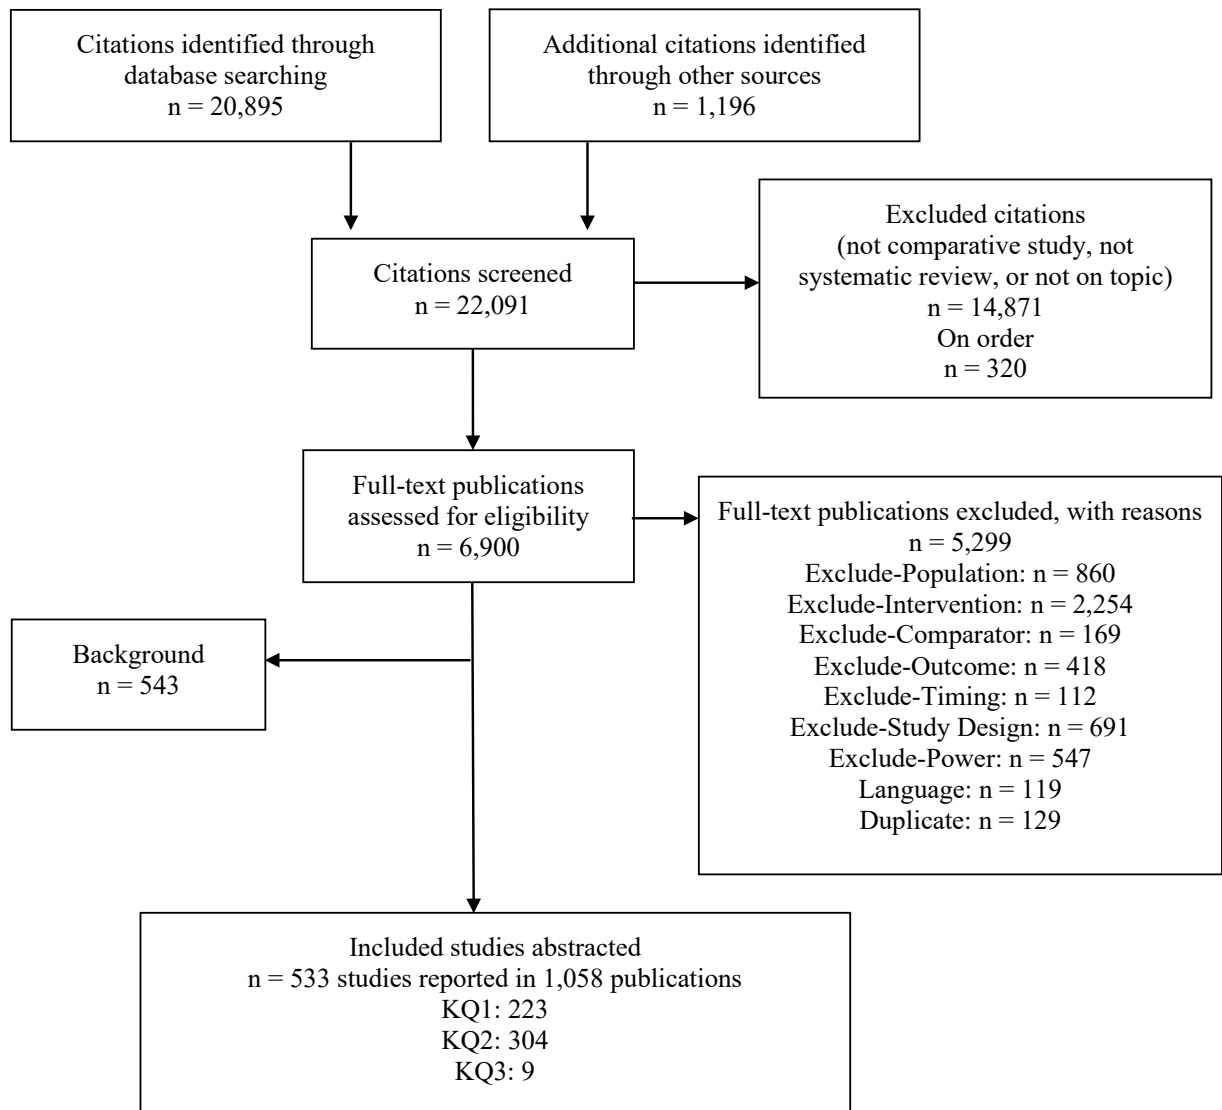 Citations identified through
database searching
n = 20,895
Additional citations identified
through other sources
n = 1,196
Excluded citations
(not comparative study, not
systematic review, or not on topic)
n = 14,871
On order
n = 320
Citations screened
n = 22,091
Full-text publications
assessed for eligibility
n = 6,900
Full-text publications excluded, with reasons
n = 5,299
Exclude-Population: n = 860
Exclude-Intervention: n = 2,254
Exclude-Comparator: n = 169
Exclude-Outcome: n = 418
Exclude-Timing: n = 112
Exclude-Study Design: n = 691
Exclude-Power: n = 547
Language: n = 119
Duplicate: n = 129
Background
n = 543
Included studies abstracted
n = 533 studies reported in 1,058 publications
KQ1: 223
KQ2: 304
KQ3: 9